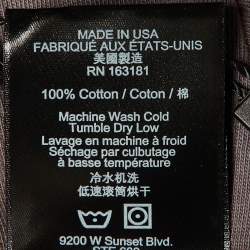 MADE IN USA
FABRIQUÉ AUX ÉTATS-UNIS
美國製造
RN 163181
100% Cotton / Coton / 棉
Machine Wash Cold
Tumble Dry Low
Lavage en machine à froid
Séchage par culbutage
à basse température
冷水机洗
低速滚筒烘干
9200 W Sunset Blvd.